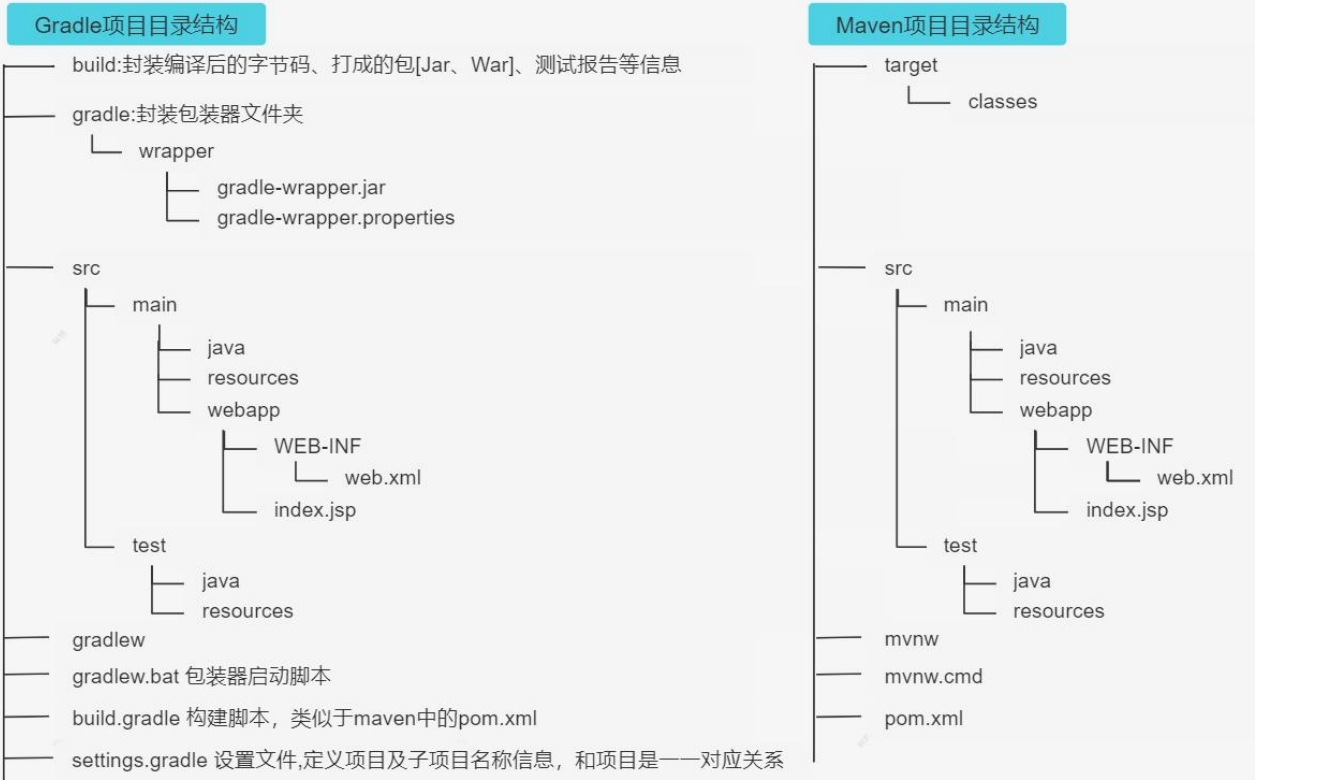 Gradle项目目录结构
build:封装编译后的字节码、打成的包[Jar、War]、测试报告等信息
gradle:封装包装器文件夹
wrapper
gradle-wrapper.jar
gradle-wrapper.properties
src
main
java
resources
webapp
WEB-INF
web.xml
index.jsp
test
java
resources
gradlew
gradlew.bat 包装器启动脚本
build.gradle 构建脚本，类似于maven中的pom.xml
settings.gradle 设置文件,定义项目及子项目名称信息，和项目是一一对应关系
Maven项目目录结构
target
classes
src
main
java
resources
webapp
WEB-INF
web.xml
index.jsp
test
java
resources
mvnw
mvnw.cmd
pom.xml